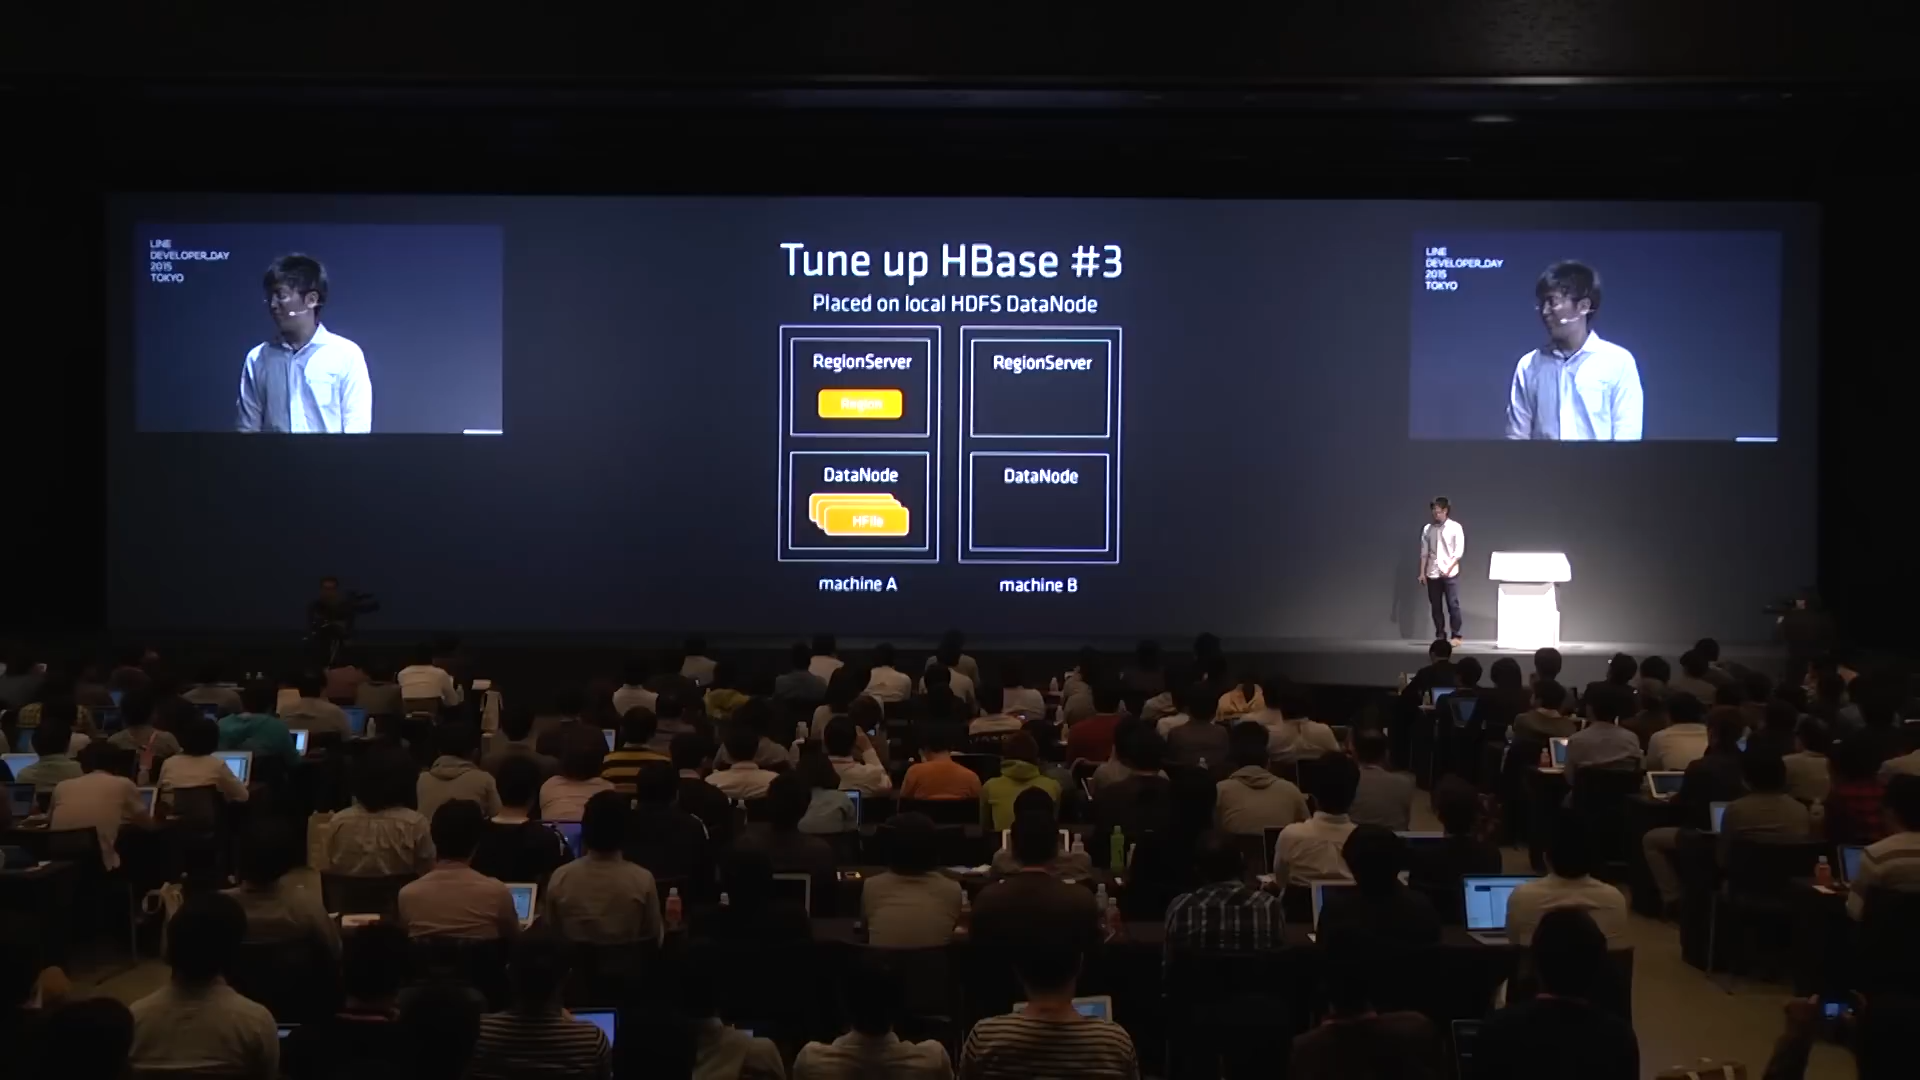 LINE
DEVELOPER_DAY
2015
TOKYO
Tune up HBase #3
Placed on local HDFS DataNode
RegionServer
Region
DataNode
HFile
machine A
RegionServer
DataNode
machine B
LINE
DEVELOPER_DAY
2015
TOKYO